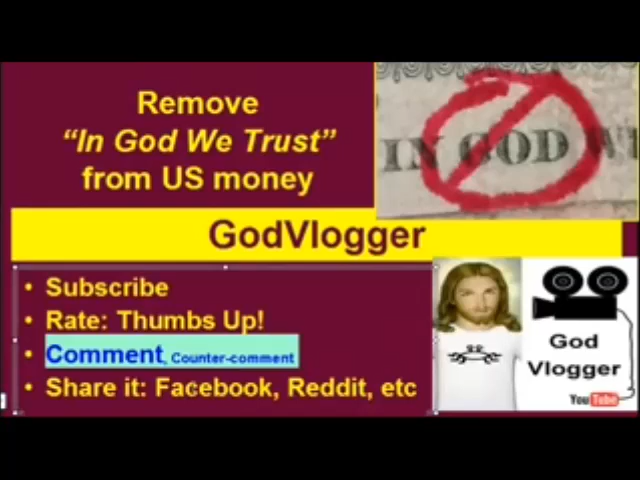 Remove
“In God We Trust”
from US money
IN GOD W
GodVlogger
• Subscribe
• Rate: Thumbs Up!
• Comment, Counter-comment
• Share it: Facebook, Reddit, etc
God
Vlogger
YouTube